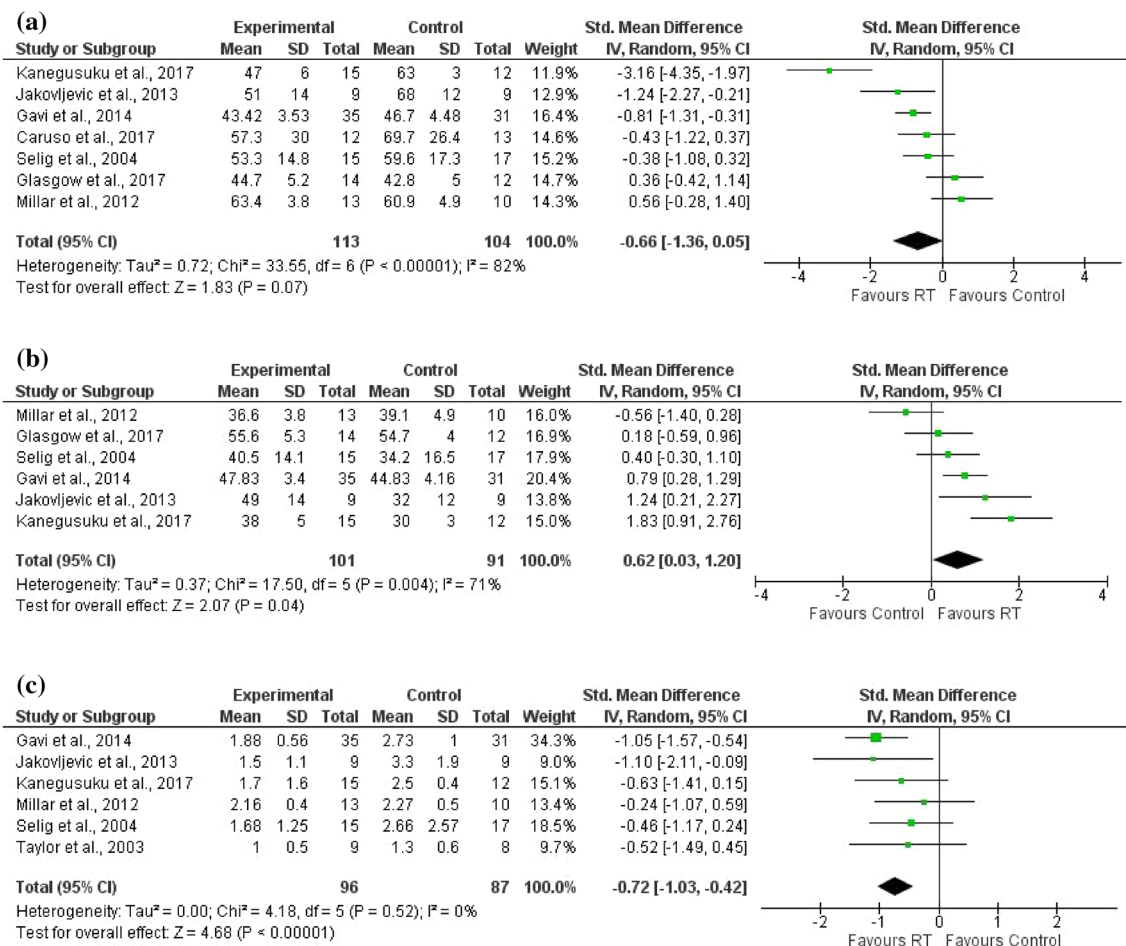 (a)
Experimental Control Std. Mean Difference Std. Mean Difference
Study or Subgroup Mean SD Total Mean SD Total Weight IV, Random, 95% CI IV, Random, 95% CI
Kanegusuku et al., 2017 47 6 15 63 3 12 11.9% -3.16 [-4.35, -1.97]
Jakovljevic et al., 2013 51 14 9 68 12 9 12.9% -1.24 [-2.27, -0.21]
Gavi et al., 2014 43.42 3.53 35 46.7 4.48 31 16.4% -0.81 [-1.31, -0.31]
Caruso et al., 2017 57.3 30 12 69.7 26.4 13 14.6% -0.43 [-1.22, 0.37]
Selig et al., 2004 53.3 14.8 15 59.6 17.3 17 15.2% -0.38 [-1.08, 0.32]
Glasgow et al., 2017 44.7 5.2 14 42.8 5 12 14.7% 0.36 [-0.42, 1.14]
Millar et al., 2012 63.4 3.8 13 60.9 4.9 10 14.3% 0.56 [-0.28, 1.40]
Total (95% CI) 113 104 100.0% -0.66 [-1.36, 0.05]
Heterogeneity: Tau² = 0.72; Chi² = 33.55, df = 6 (P < 0.00001); I² = 82%
Test for overall effect: Z = 1.83 (P = 0.07)
-4 -2 0 2 4
Favours RT Favours Control
(b)
Experimental Control Std. Mean Difference Std. Mean Difference
Study or Subgroup Mean SD Total Mean SD Total Weight IV, Random, 95% CI IV, Random, 95% CI
Millar et al., 2012 36.6 3.8 13 39.1 4.9 10 16.0% -0.56 [-1.40, 0.28]
Glasgow et al., 2017 55.6 5.3 14 54.7 4 12 16.9% 0.18 [-0.59, 0.96]
Selig et al., 2004 40.5 14.1 15 34.2 16.5 17 17.9% 0.40 [-0.30, 1.10]
Gavi et al., 2014 47.83 3.4 35 44.83 4.16 31 20.4% 0.79 [0.28, 1.29]
Jakovljevic et al., 2013 49 14 9 32 12 9 13.8% 1.24 [0.21, 2.27]
Kanegusuku et al., 2017 38 5 15 30 3 12 15.0% 1.83 [0.91, 2.76]
Total (95% CI) 101 91 100.0% 0.62 [0.03, 1.20]
Heterogeneity: Tau² = 0.37; Chi² = 17.50, df = 5 (P = 0.004); I² = 71%
Test for overall effect: Z = 2.07 (P = 0.04)
-4 -2 0 2 4
Favours Control Favours RT
(c)
Experimental Control Std. Mean Difference Std. Mean Difference
Study or Subgroup Mean SD Total Mean SD Total Weight IV, Random, 95% CI IV, Random, 95% CI
Gavi et al., 2014 1.88 0.56 35 2.73 1 31 34.3% -1.05 [-1.57, -0.54]
Jakovljevic et al., 2013 1.5 1.1 9 3.3 1.9 9 9.0% -1.10 [-2.11, -0.09]
Kanegusuku et al., 2017 1.7 1.6 15 2.5 0.4 12 15.1% -0.63 [-1.41, 0.15]
Millar et al., 2012 2.16 0.4 13 2.27 0.5 10 13.4% -0.24 [-1.07, 0.59]
Selig et al., 2004 1.68 1.25 15 2.66 2.57 17 18.5% -0.46 [-1.17, 0.24]
Taylor et al., 2003 1 0.5 9 1.3 0.6 8 9.7% -0.52 [-1.49, 0.45]
Total (95% CI) 96 87 100.0% -0.72 [-1.03, -0.42]
Heterogeneity: Tau² = 0.00; Chi² = 4.18, df = 5 (P = 0.52); I² = 0%
Test for overall effect: Z = 4.68 (P < 0.00001)
-2 -1 0 1 2
Favours RT Favours Control